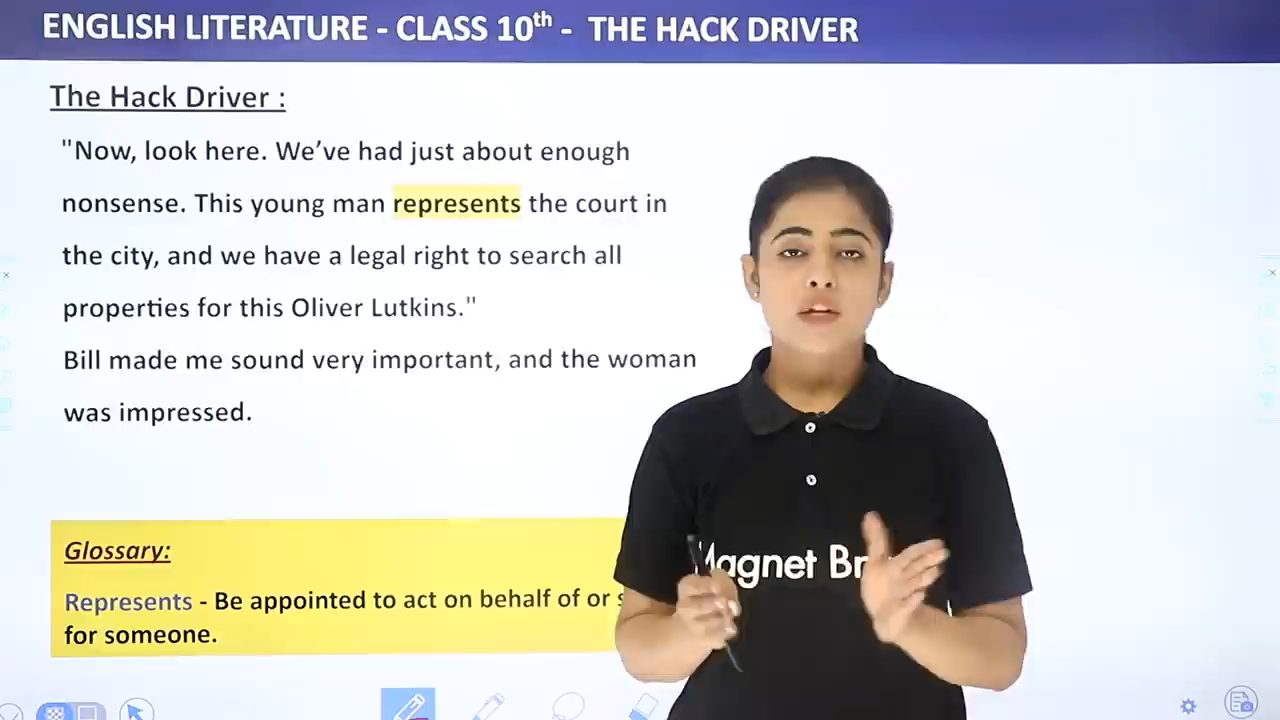 ENGLISH LITERATURE - CLASS 10th - THE HACK DRIVER
The Hack Driver :
"Now, look here. We’ve had just about enough
nonsense. This young man represents the court in
the city, and we have a legal right to search all
properties for this Oliver Lutkins."
Bill made me sound very important, and the woman
was impressed.
Glossary:
Represents - Be appointed to act on behalf of or
for someone.
Magnet